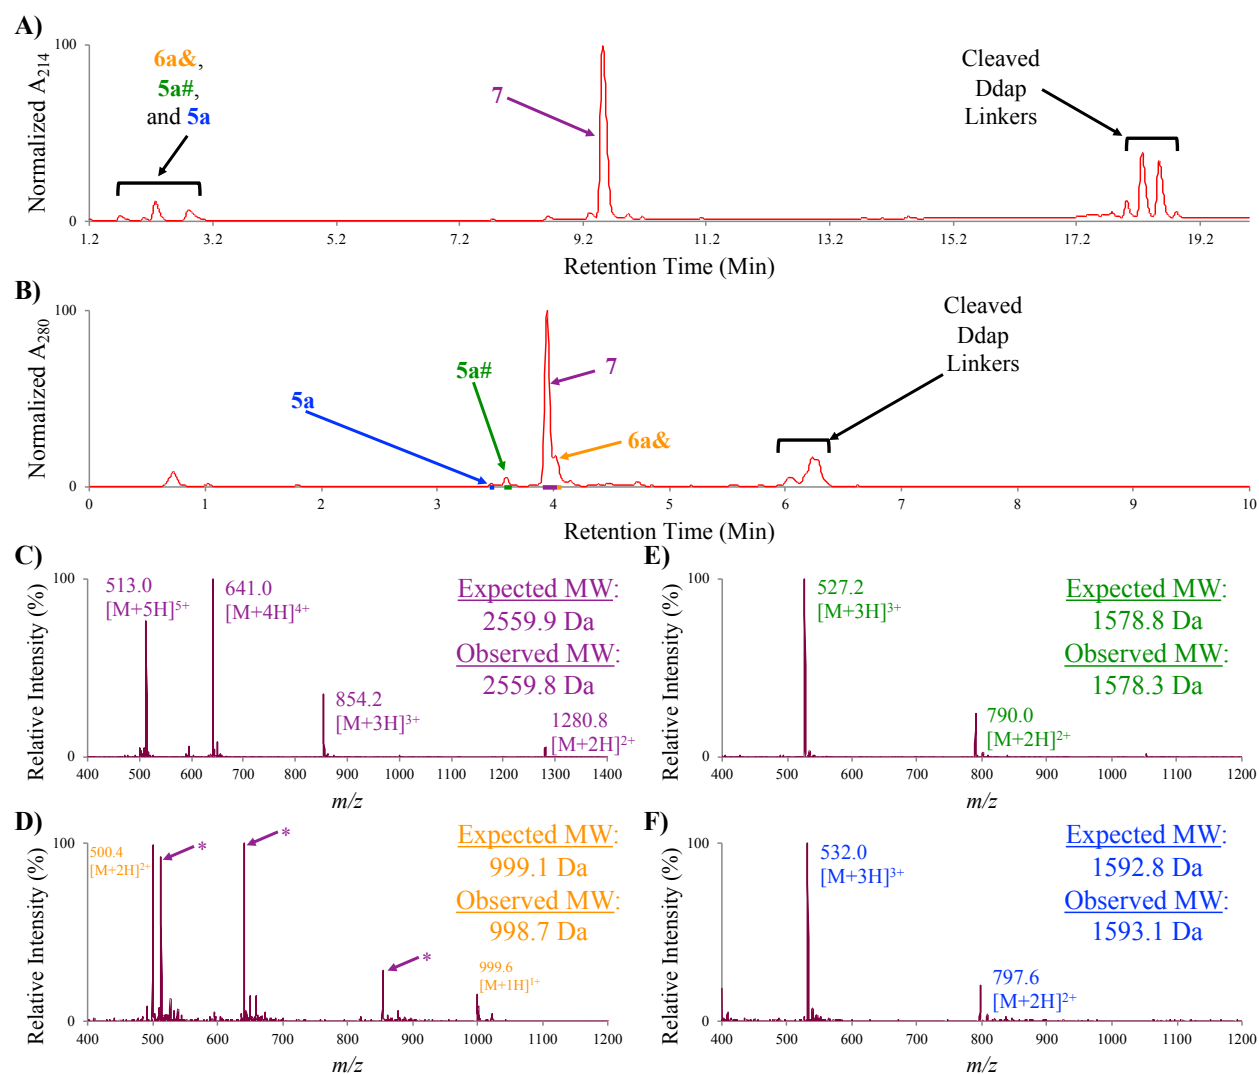 A)
Normalized A214
100
0
6a&,
5a#,
and 5a
7
Cleaved
Ddap
Linkers
1.2 3.2 5.2 7.2 9.2 11.2 13.2 15.2 17.2 19.2
Retention Time (Min)
B)
Normalized A280
100
0
5a
5a#
7
6a&
Cleaved
Ddap
Linkers
0 1 2 3 4 5 6 7 8 9 10
Retention Time (Min)
C)
Relative Intensity (%)
100
0
513.0
[M+5H]5+
641.0
[M+4H]4+
854.2
[M+3H]3+
1280.8
[M+2H]2+
Expected MW:
2559.9 Da
Observed MW:
2559.8 Da
400 500 600 700 800 900 1000 1100 1200 1300 1400
m/z
E)
Relative Intensity (%)
100
0
527.2
[M+3H]3+
790.0
[M+2H]2+
Expected MW:
1578.8 Da
Observed MW:
1578.3 Da
400 500 600 700 800 900 1000 1100 1200
m/z
D)
Relative Intensity (%)
100
0
500.4
[M+2H]2+
*
*
*
999.6
[M+1H]1+
Expected MW:
999.1 Da
Observed MW:
998.7 Da
400 500 600 700 800 900 1000 1100 1200
m/z
F)
Relative Intensity (%)
100
0
532.0
[M+3H]3+
797.6
[M+2H]2+
Expected MW:
1592.8 Da
Observed MW:
1593.1 Da
400 500 600 700 800 900 1000 1100 1200
m/z